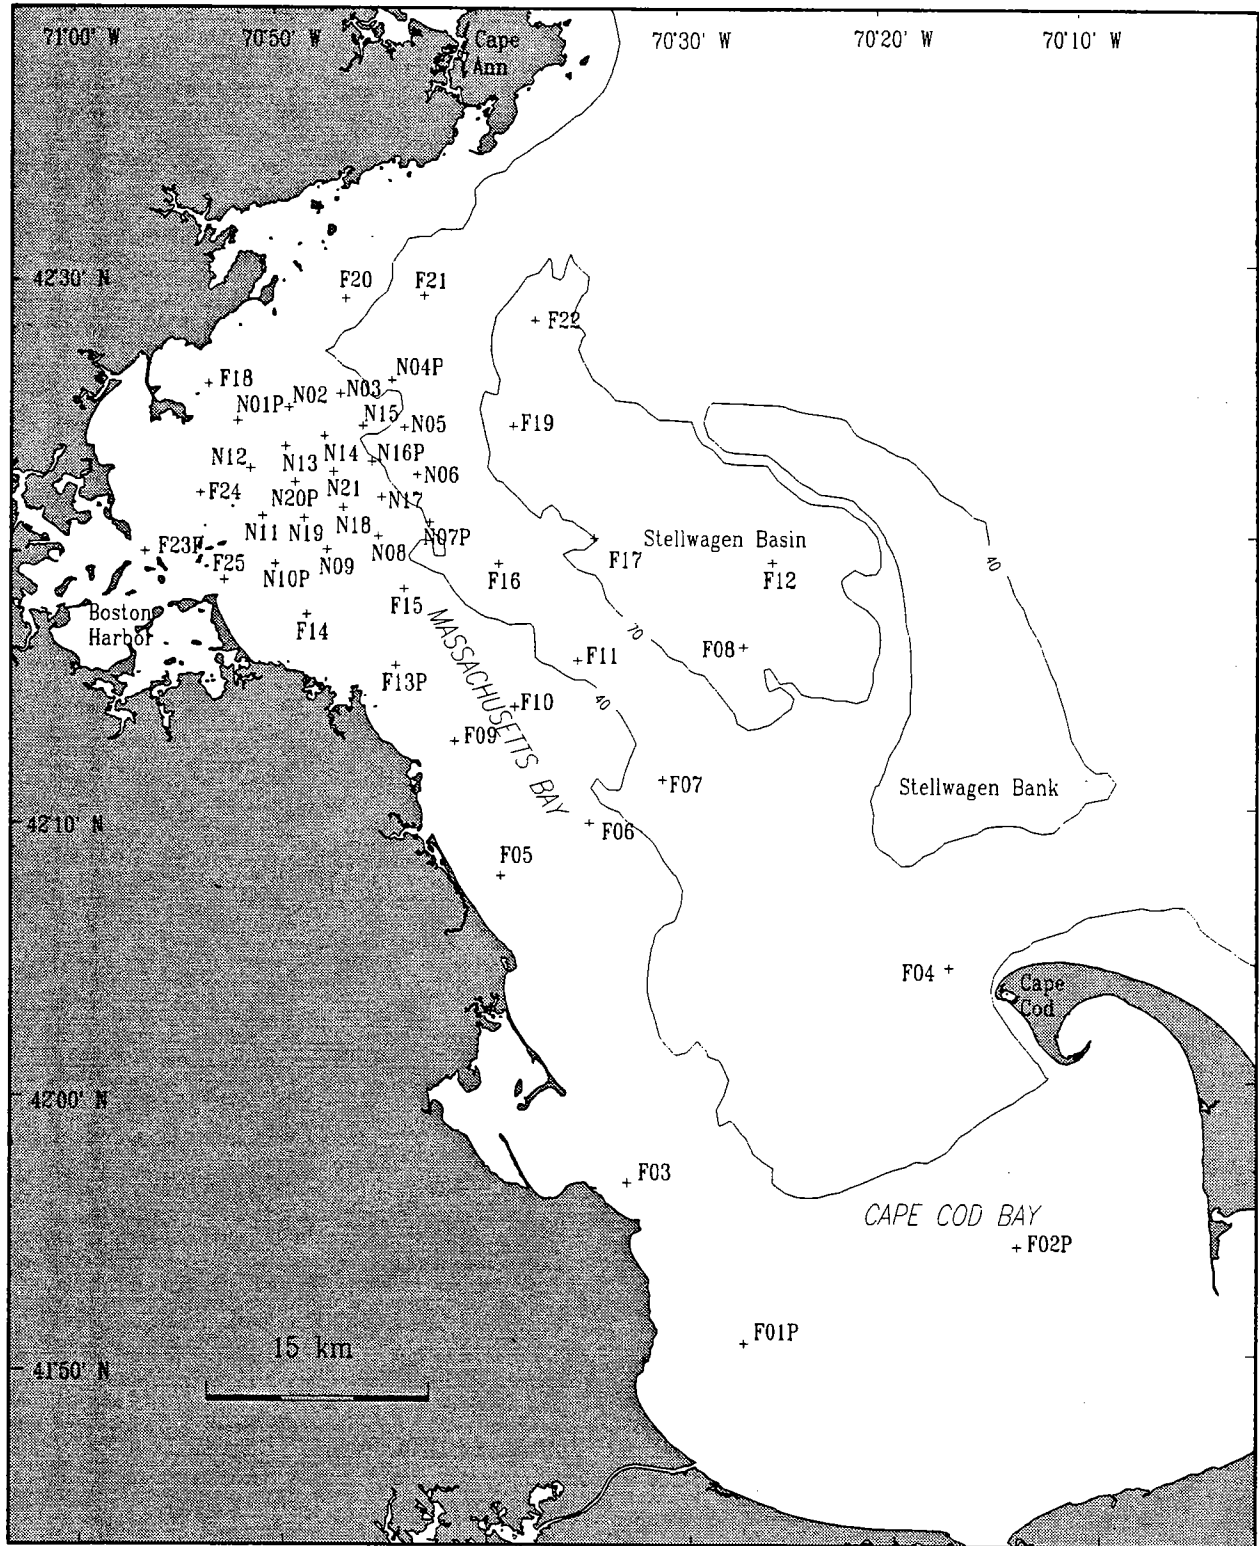 71°00' W
70°50' W
70°30' W
70°20' W
70°10' W
Cape
Ann
42°30' N
F20
F21
F22
N04P
F18
N02
N03
N01P
N15
N05
F19
N12
N13
N14
N16P
N06
F24
N20P
N21
N17
N11
N19
N18
N07P
F23P
F25
N10P
N09
N08
F16
F17
Stellwagen Basin
F12
40
Boston
Harbor
F14
F15
MASSACHUSETTS BAY
70
F08
F11
F13P
F10
40
F09
F07
Stellwagen Bank
42°10' N
F06
F05
F04
Cape
Cod
42°00' N
F03
CAPE COD BAY
F02P
F01P
15 km
41°50' N